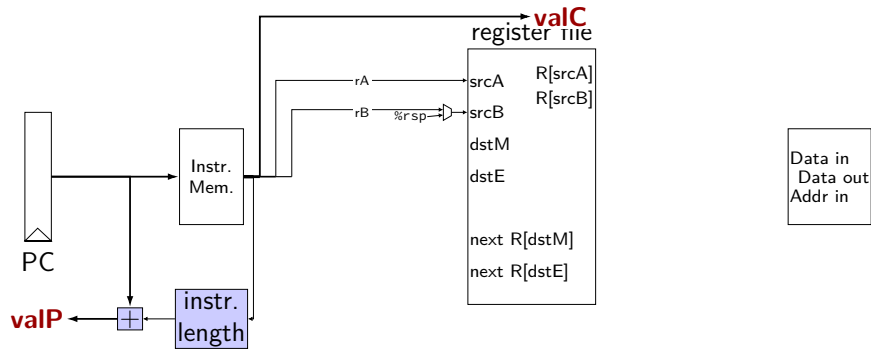 valC
register file
rA
srcA
R[srcA]
R[srcB]
rB
%rsp
srcB
dstM
dstE
next R[dstM]
next R[dstE]
Instr.
Mem.
PC
Data in
Data out
Addr in
instr.
length
+
valP